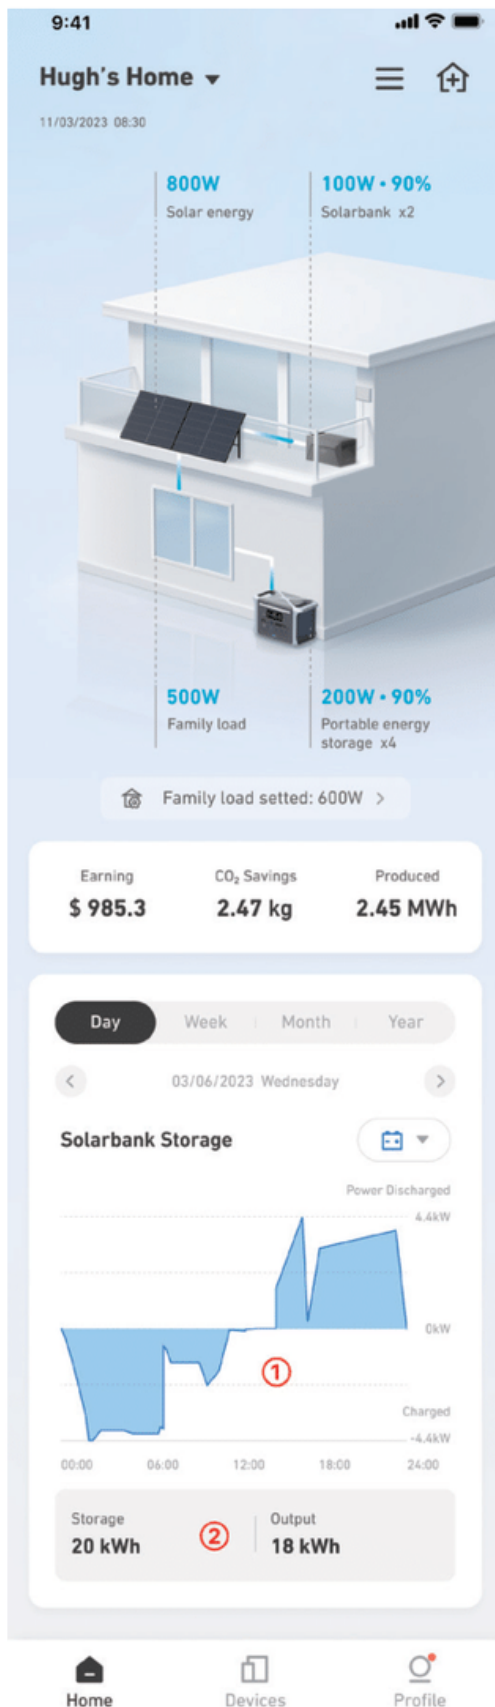 9:41
Hugh's Home
11/03/2023 08:30
800W
Solar energy
100W • 90%
Solarbank x2
500W
Family load
200W • 90%
Portable energy
storage x4
Family load setted: 600W >
Earning
$ 985.3
CO₂ Savings
2.47 kg
Produced
2.45 MWh
Day
Week
Month
Year
03/06/2023 Wednesday
Solarbank Storage
Power Discharged
4.4kW
0kW
①
Charged
-4.4kW
00:00 06:00 12:00 18:00 24:00
Storage
20 kWh
②
Output
18 kWh
Home
Devices
Profile